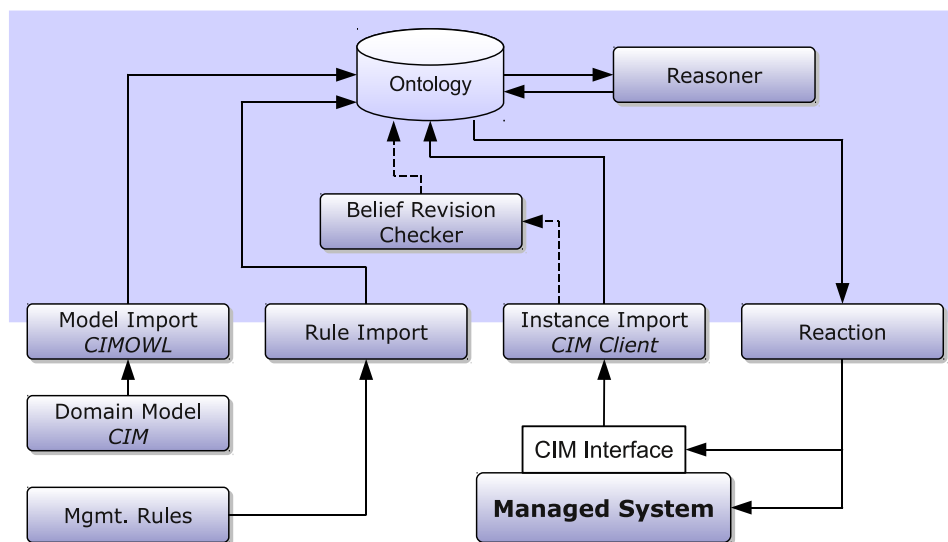 Ontology
Reasoner
Belief Revision
Checker
Model Import
CIMOWL
Rule Import
Instance Import
CIM Client
Reaction
Domain Model
CIM
CIM Interface
Mgmt. Rules
Managed System